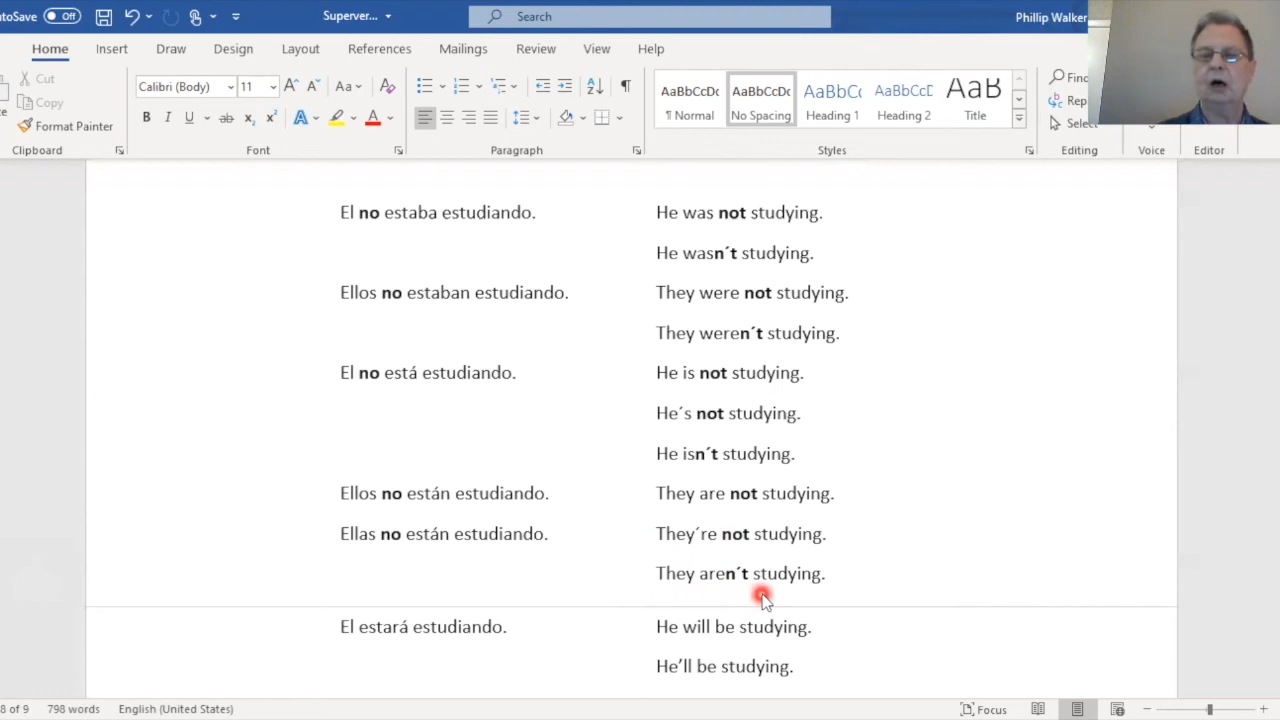 AutoSave Off Superver... Search Phillip Walker
Home Insert Draw Design Layout References Mailings Review View Help
Cut
Copy
Format Painter
Clipboard
Calibri (Body) 11
Font
Paragraph
AaBbCcDc AaBbCcDc AaBbCc AaBbCcD AaB
¶ Normal No Spacing Heading 1 Heading 2 Title
Styles
Find
Rep
Select
Editing
Voice
Editor
El no estaba estudiando. He was not studying.
He wasn´t studying.
Ellos no estaban estudiando. They were not studying.
They weren´t studying.
El no está estudiando. He is not studying.
He´s not studying.
He isn´t studying.
Ellos no están estudiando. They are not studying.
Ellas no están estudiando. They´re not studying.
They aren´t studying.
El estará estudiando. He will be studying.
He’ll be studying.
8 of 9 798 words English (United States) Focus